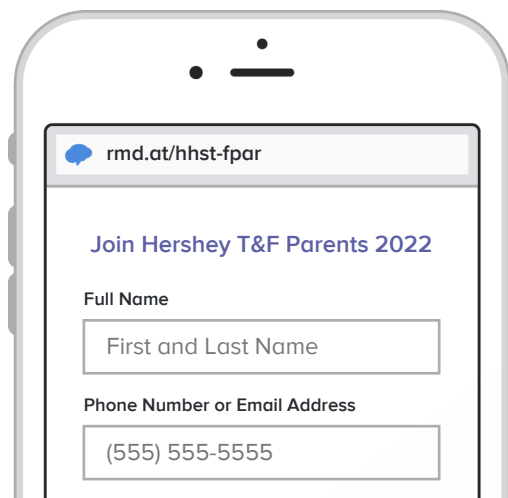 rmd.at/hhst-fpar
Join Hershey T&F Parents 2022
Full Name
First and Last Name
Phone Number or Email Address
(555) 555-5555